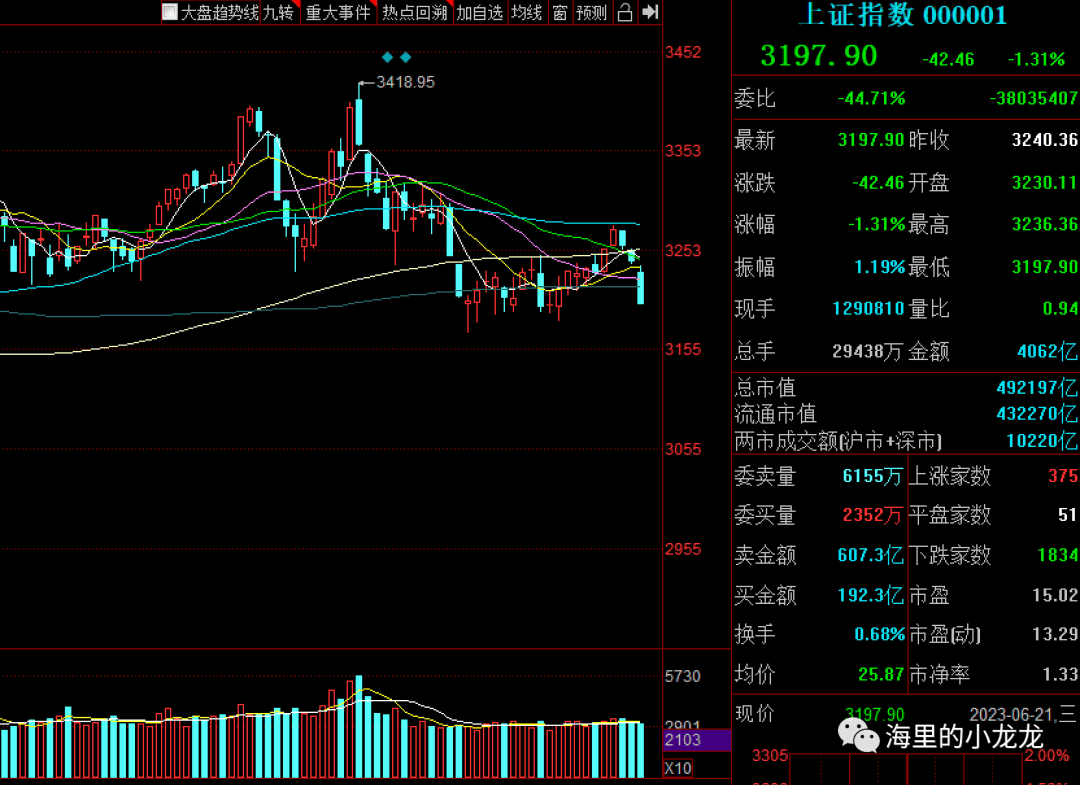 大盘趋势线 九转 重大事件 热点回溯 加自选 均线 窗 预测
上证指数 000001
3197.90 -42.46 -1.31%
委比 -44.71% -38035407
最新 3197.90 昨收 3240.36
涨跌 -42.46 开盘 3230.11
涨幅 -1.31% 最高 3236.36
振幅 1.19% 最低 3197.90
现手 1290810 量比 0.94
总手 29438万 金额 4062亿
总市值 492197亿
流通市值 432270亿
两市成交额(沪市+深市) 10220亿
委卖量 6155万 上涨家数 375
委买量 2352万 平盘家数 51
卖金额 607.3亿 下跌家数 1834
买金额 192.3亿 市盈 15.02
换手 0.68% 市盈(动) 13.29
均价 25.87 市净率 1.33
现价 3197.90 2023-06-21,三
海里的小龙龙
3305 2.00%
3418.95
3452
3353
3253
3155
3055
2955
5730
2901
2103
X10